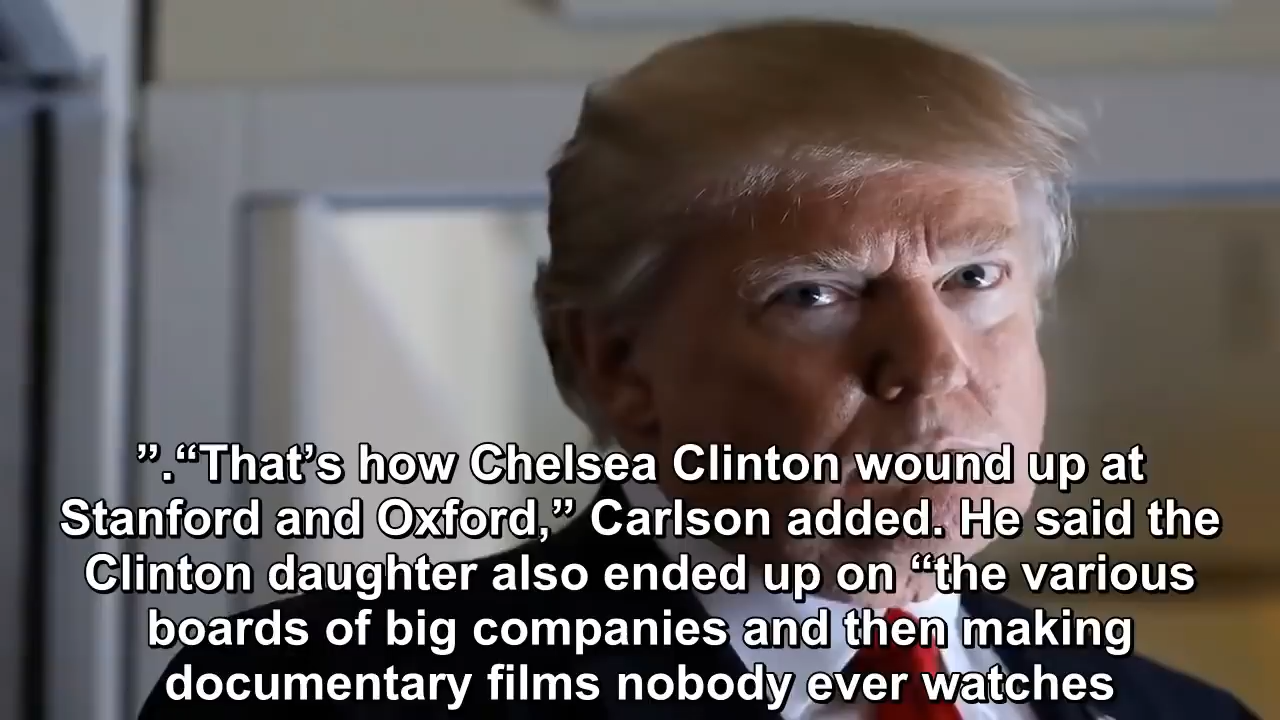 ”.“That’s how Chelsea Clinton wound up at
Stanford and Oxford,” Carlson added. He said the
Clinton daughter also ended up on “the various
boards of big companies and then making
documentary films nobody ever watches